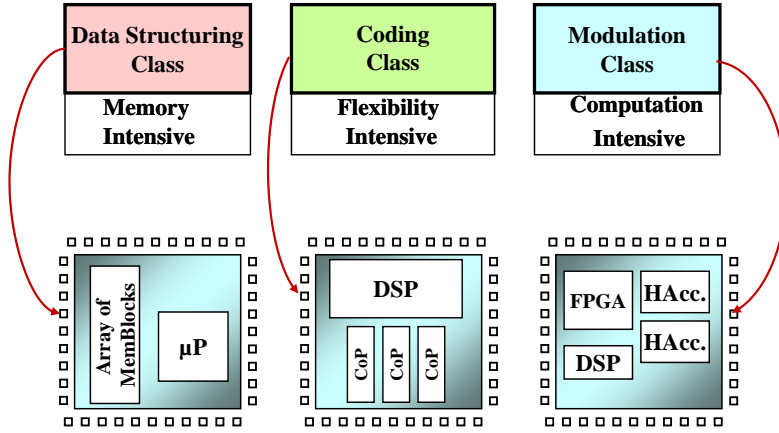 Data Structuring
Class
Memory
Intensive
Coding
Class
Flexibility
Intensive
Modulation
Class
Computation
Intensive
Array of
MemBlocks
µP
DSP
CoP
CoP
CoP
FPGA
HAcc.
HAcc.
DSP